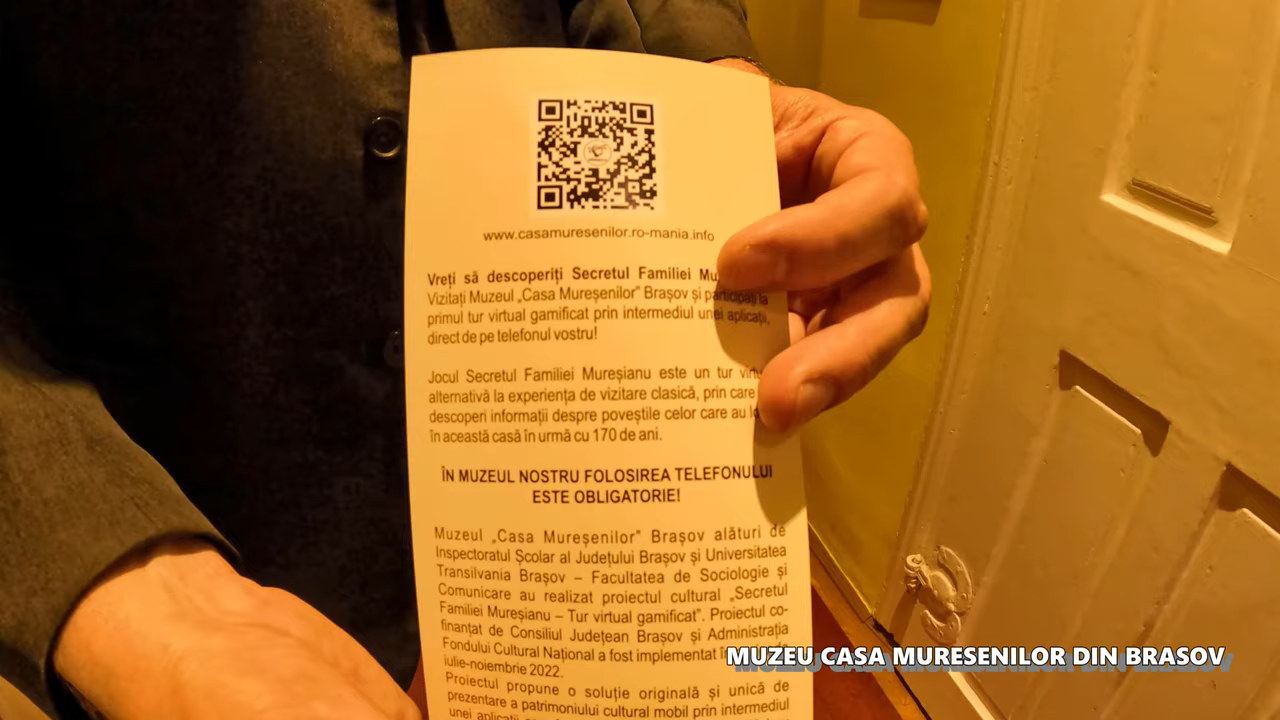 www.casamuresenilor.ro-mania.info
Vreți să descoperiți Secretul Familiei
Vizitați Muzeul „Casa Mureșenilor” Brașov și participați la
primul tur virtual gamificat prin intermediul unei aplicații,
direct de pe telefonul vostru!
Jocul Secretul Familiei Mureșianu este un tur
alternativă la experiența de vizitare clasică, prin care
descoperi informații despre poveștile celor care au
în această casă în urmă cu 170 de ani.
ÎN MUZEUL NOSTRU FOLOSIREA TELEFONULUI
ESTE OBLIGATORIE!
Muzeul „Casa Mureșenilor” Brașov alături de
Inspectoratul Școlar al Județului Brașov și Universitatea
Transilvania Brașov – Facultatea de Sociologie și
Comunicare au realizat proiectul cultural „Secretul
Familiei Mureșianu – Tur virtual gamificat”. Proiectul co-
finanțat de Consiliul Județean Brașov și Administrația
Fondului Cultural Național a fost implementat
iulie-noiembrie 2022.
Proiectul propune o soluție originală și unică de
prezentare a patrimoniului cultural mobil prin intermediul
unei
MUZEU CASA MURESENILOR DIN BRASOV